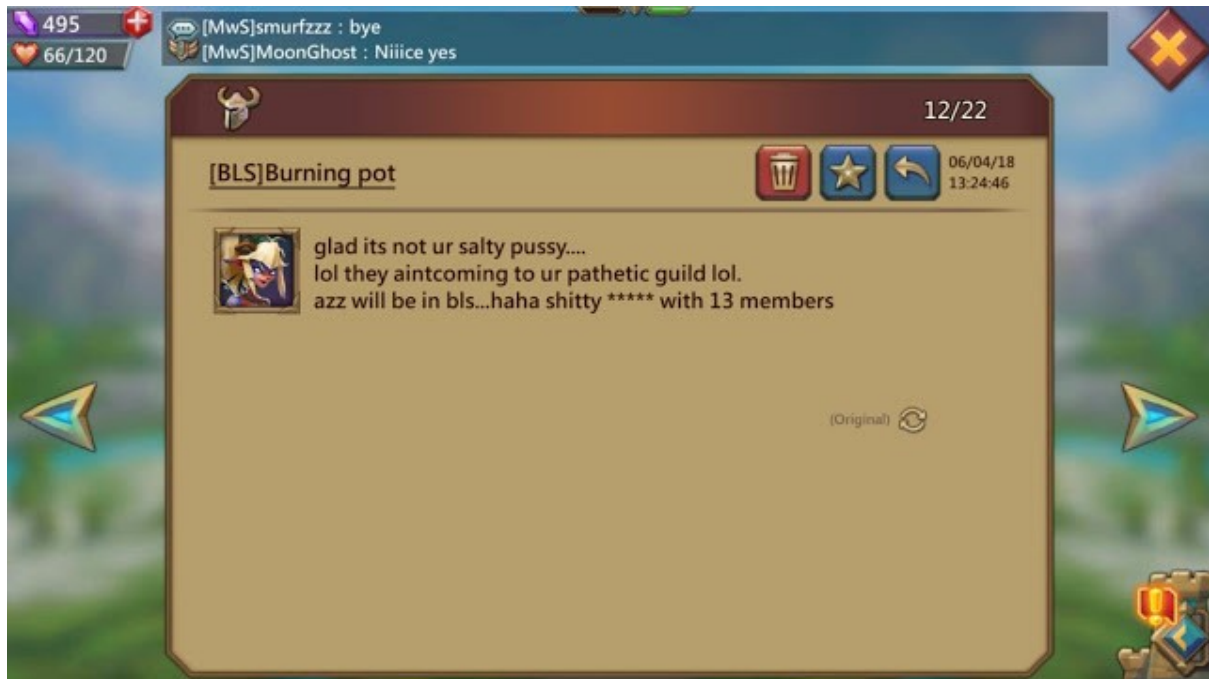 495
66/120
[MwS]smurfzzz : bye
[MwS]MoonGhost : Niiice yes
12/22
[BLS]Burning pot
06/04/18
13:24:46
glad its not ur salty pussy....
lol they aintcoming to ur pathetic guild lol.
azz will be in bls...haha shitty ***** with 13 members
(Original)